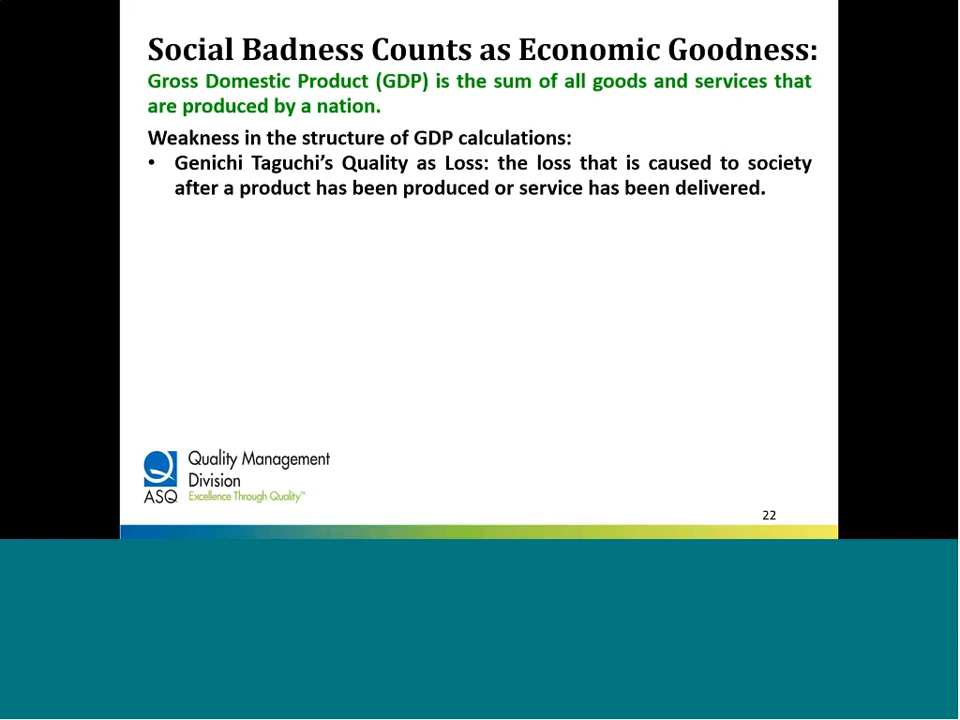 Social Badness Counts as Economic Goodness:
Gross Domestic Product (GDP) is the sum of all goods and services that
are produced by a nation.
Weakness in the structure of GDP calculations:
• Genichi Taguchi's Quality as Loss: the loss that is caused to society
after a product has been produced or service has been delivered.
Quality Management
Division
ASQ Excellence Through Quality™
22